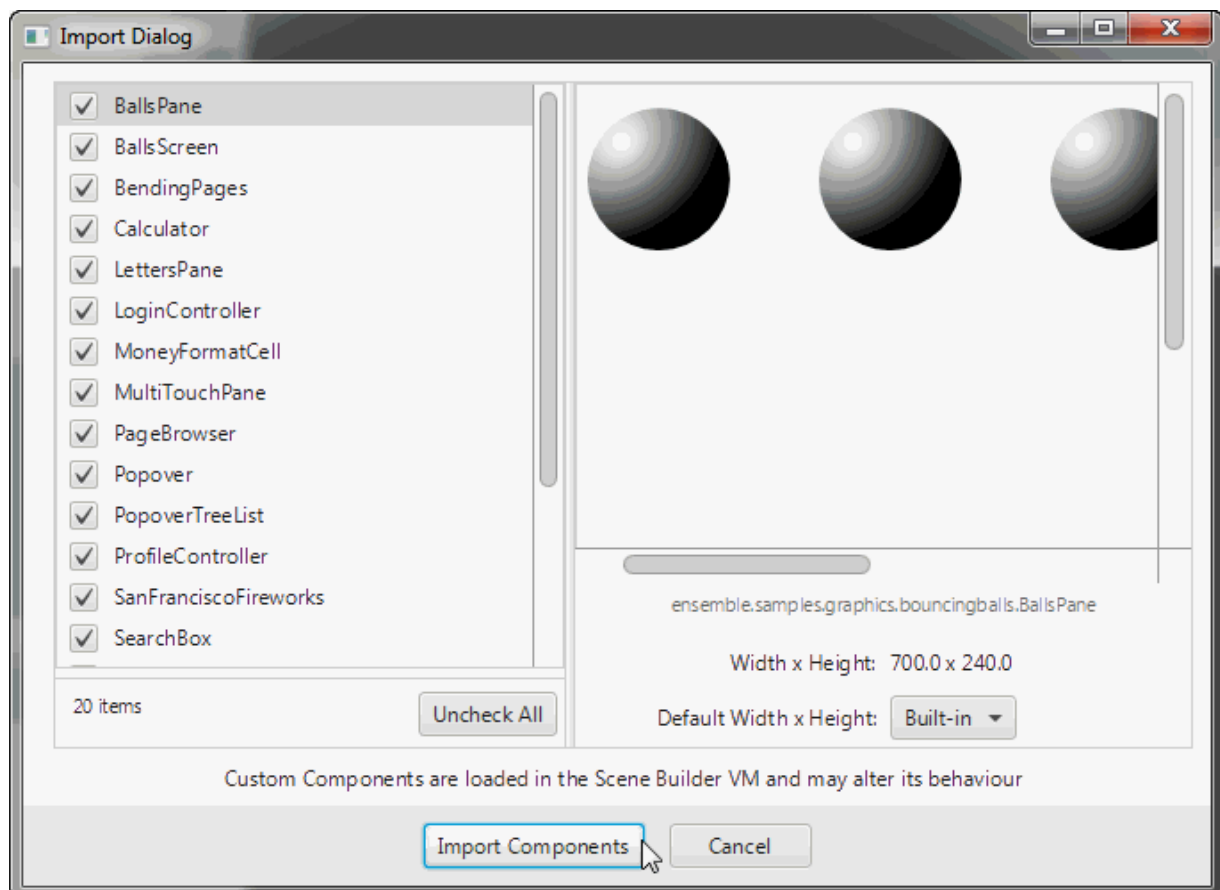 Import Dialog
BallsPane
BallsScreen
BendingPages
Calculator
LettersPane
LoginController
MoneyFormatCell
MultiTouchPane
PageBrowser
Popover
PopoverTreeList
ProfileController
SanFranciscoFireworks
SearchBox
20 items
Uncheck All
ensemble.samples.graphics.bouncingballs.BallsPane
Width x Height: 700.0 x 240.0
Default Width x Height: Built-in
Custom Components are loaded in the Scene Builder VM and may alter its behaviour
Import Components
Cancel